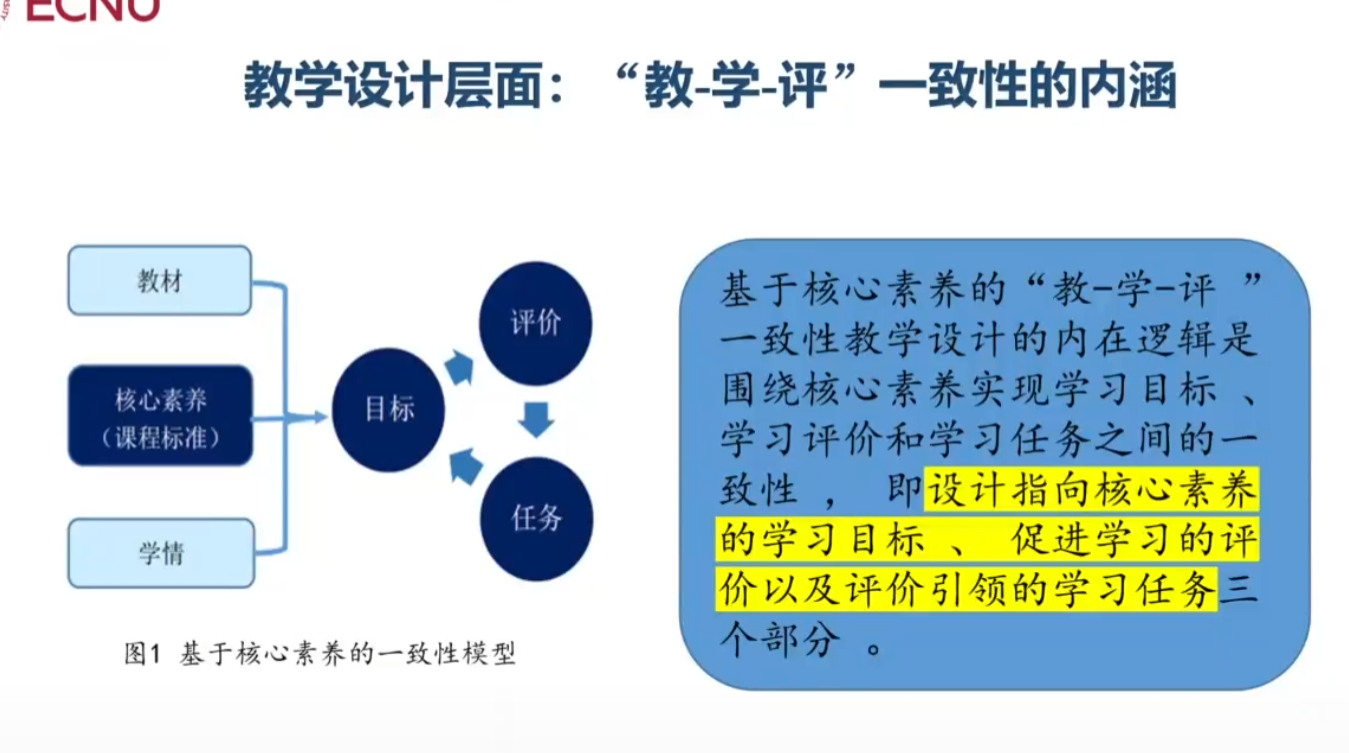 ECNU
教学设计层面：“教-学-评”一致性的内涵
教材
核心素养
（课程标准）
学情
目标
评价
任务
图1 基于核心素养的一致性模型
基于核心素养的“教-学-评 ”
一致性教学设计的内在逻辑是
围绕核心素养实现学习目标 、
学习评价和学习任务之间的一
致性 ， 即设计指向核心素养
的学习目标 、 促进学习的评
价以及评价引领的学习任务三
个部分 。